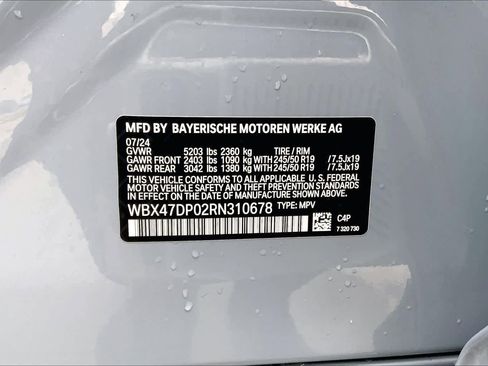 MFD BY BAYERISCHE MOTOREN WERKE AG
07/24
GVWR 5203 lbs 2360 kg TIRE / RIM
GAWR FRONT 2403 lbs 1090 kg WITH 245/50 R19 /7.5Jx19
GAWR REAR 3042 lbs 1380 kg WITH 245/50 R19 /7.5Jx19
THIS VEHICLE CONFORMS TO ALL APPLICABLE U.S. FEDERAL
MOTOR VEHICLE SAFETY, BUMPER, AND THEFT PREVENTION
STANDARDS IN EFFECT ON THE DATE OF MANUFACTURE SHOWN ABOVE.
WBX47DP02RN310678 TYPE: MPV
C4P
7 320 730